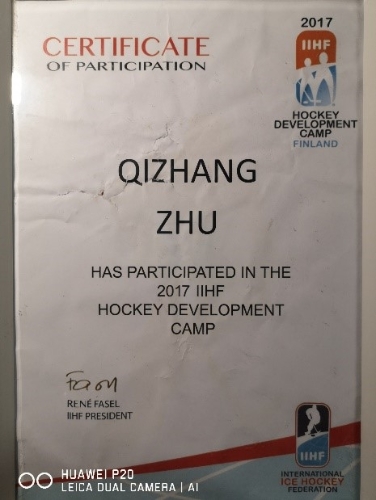 CERTIFICATE
OF PARTICIPATION
2017
IIHF
HOCKEY
DEVELOPMENT
CAMP
FINLAND
QIZHANG
ZHU
HAS PARTICIPATED IN THE
2017 IIHF
HOCKEY DEVELOPMENT
CAMP
RENÉ FASEL
IIHF PRESIDENT
IIHF
INTERNATIONAL
ICE HOCKEY
FEDERATION
HUAWEI P20
LEICA DUAL CAMERA | AI